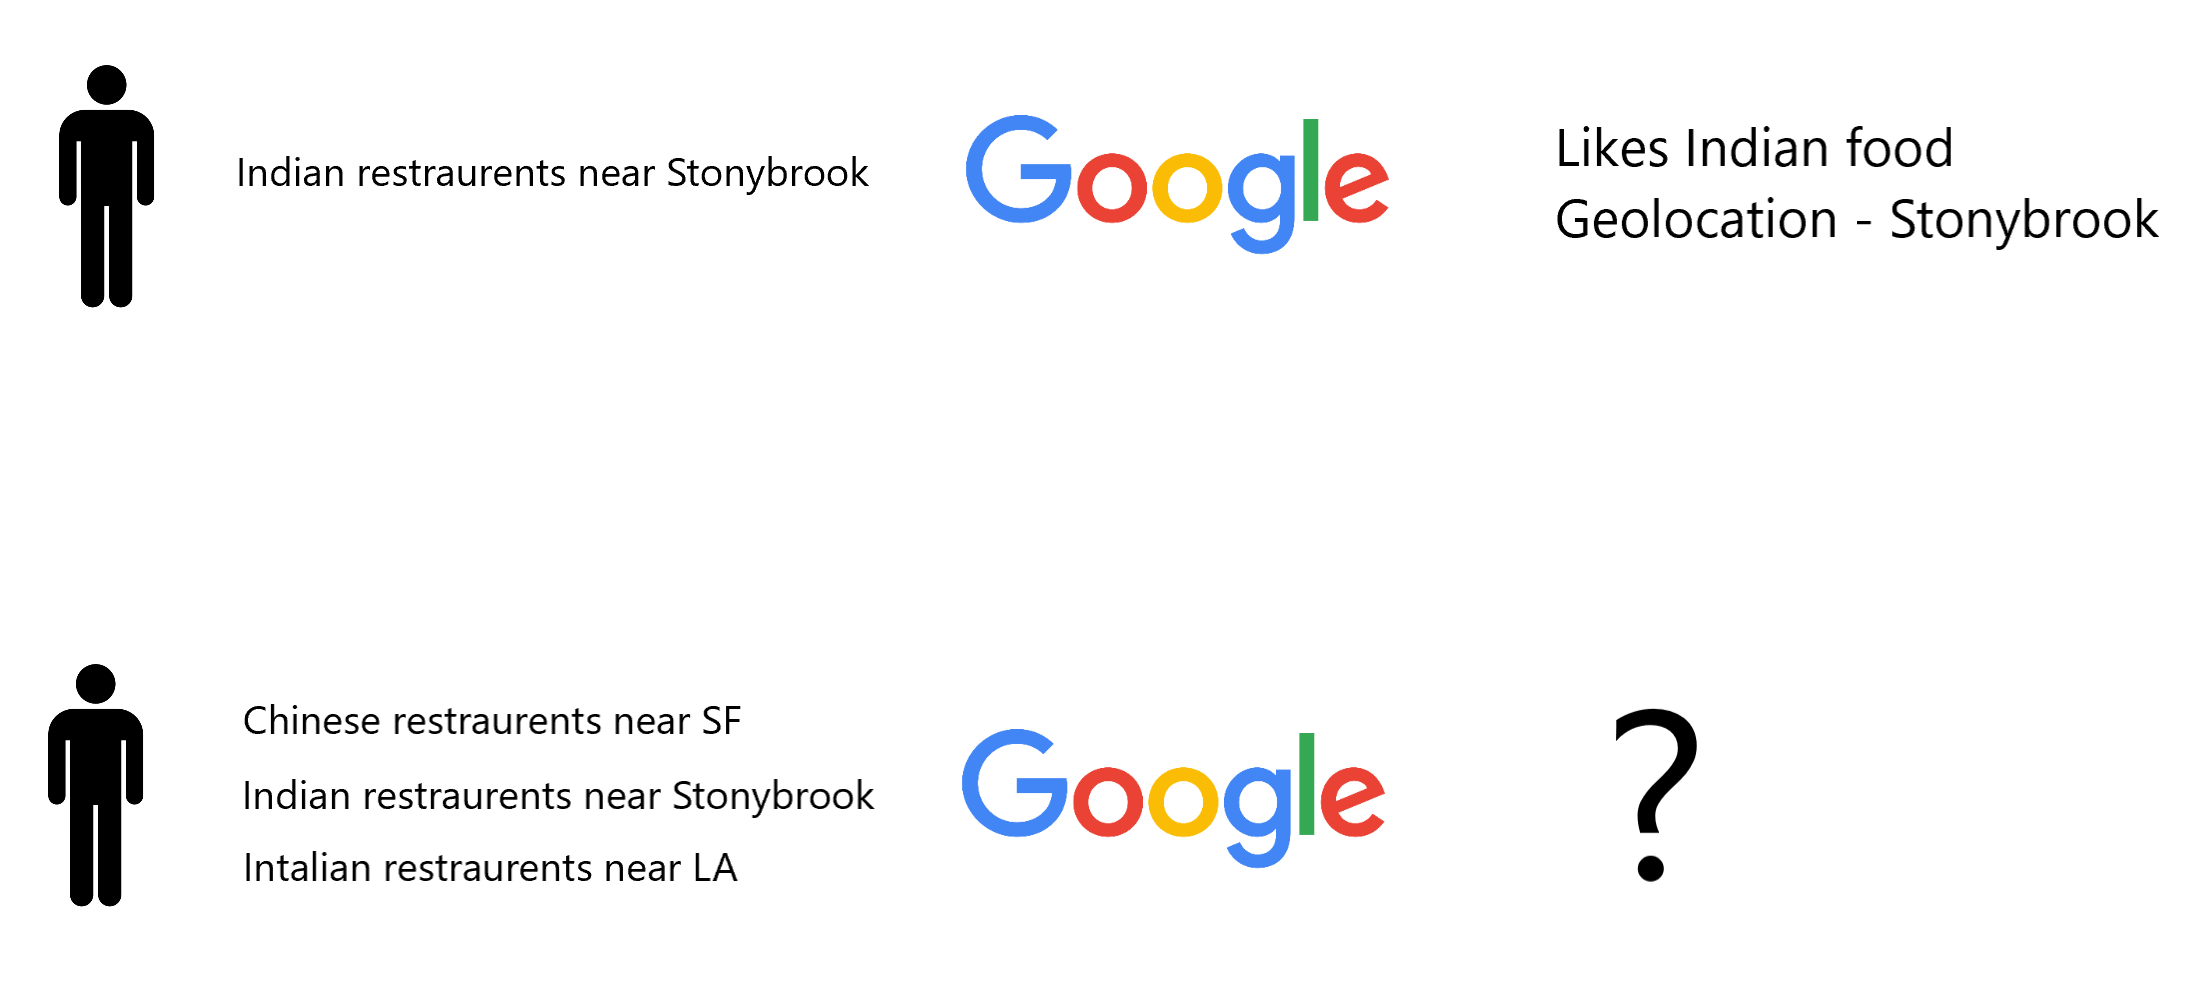 Indian restraurents near Stonybrook
Google
Likes Indian food
Geolocation - Stonybrook
Chinese restraurents near SF
Indian restraurents near Stonybrook
Intalian restraurents near LA
Google
?